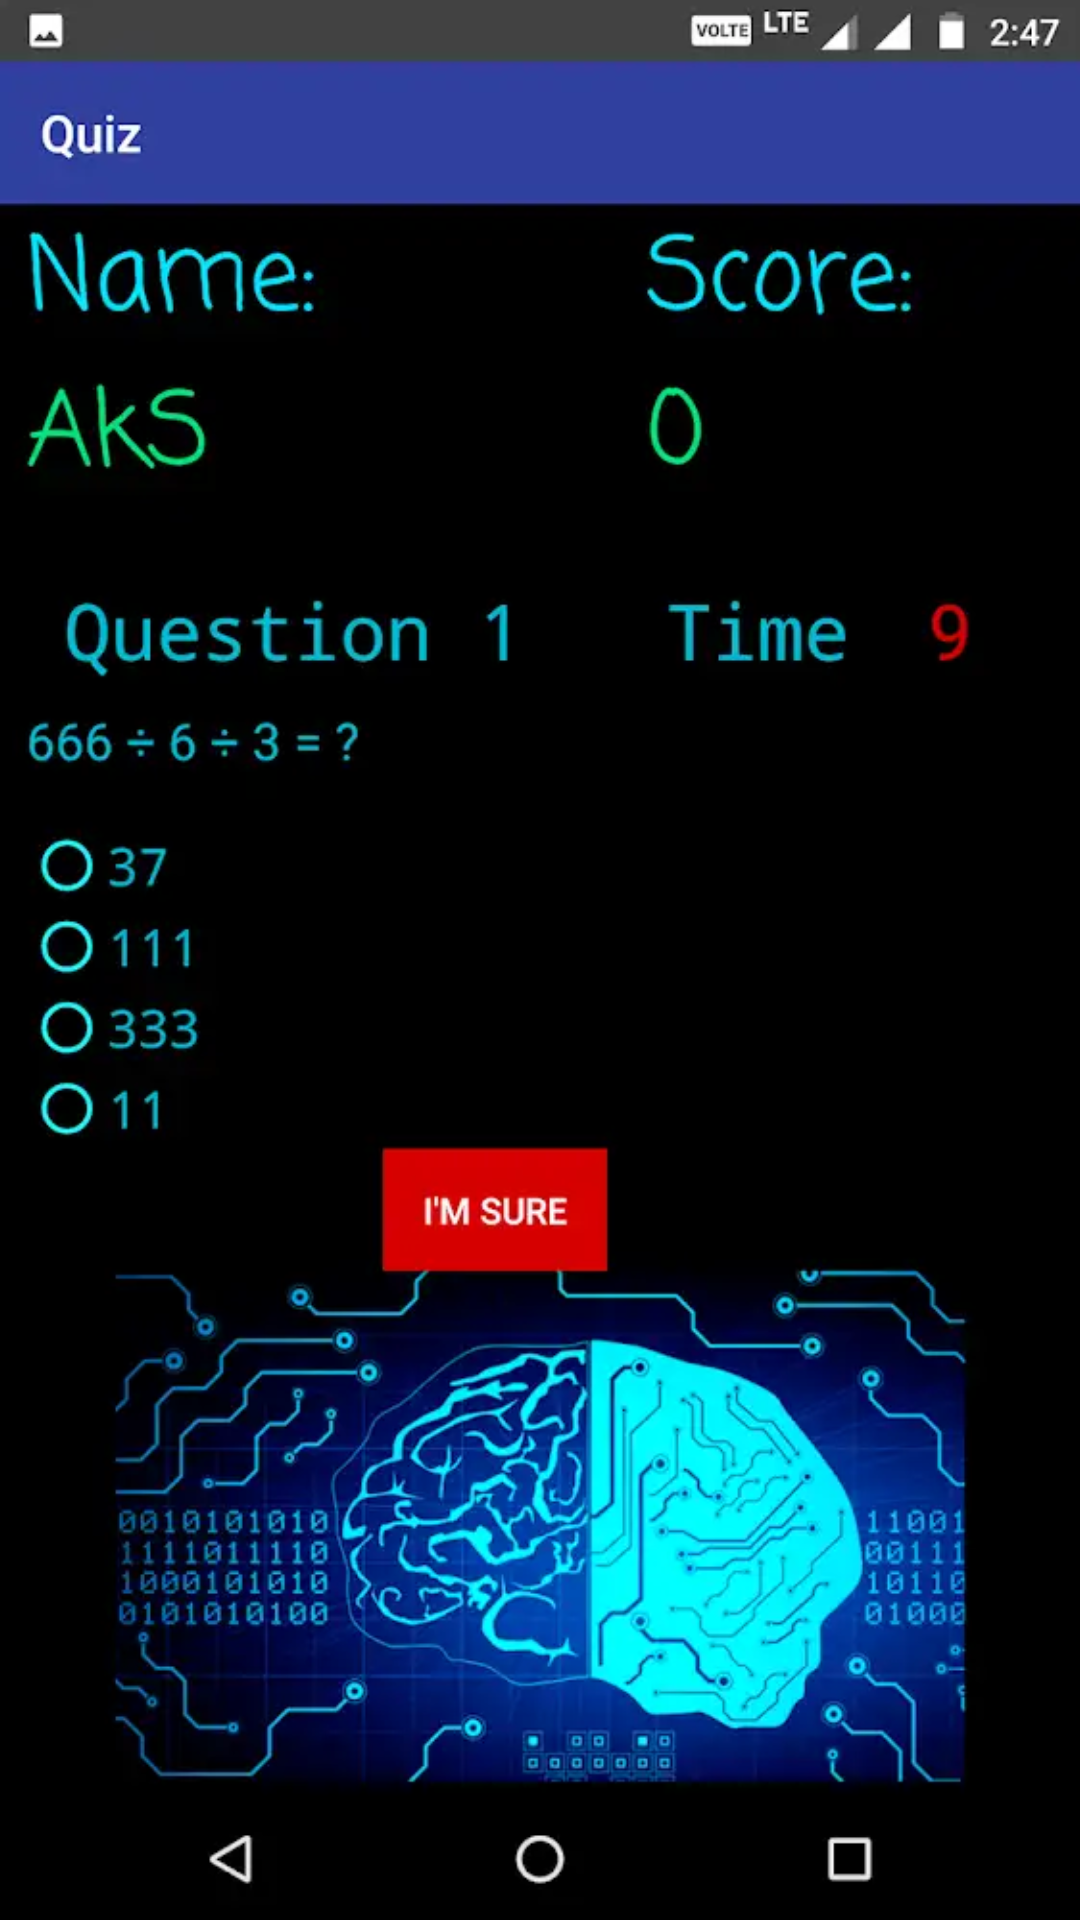 VOLTE LTE 2:47
Quiz
Name: Score:
AkS 0
Question 1 Time 9
666 ÷ 6 ÷ 3 = ?
37
111
333
11
I'M SURE
0010101010 11001
1111011110 00111
1000101010 10110
0101010100 01000